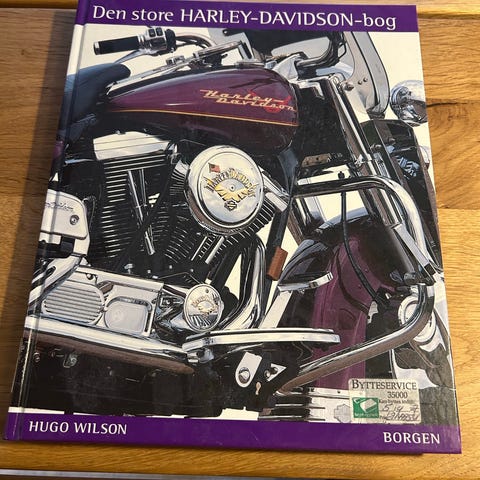 Den store HARLEY-DAVIDSON-bog
Harley
Davidson
BYTTESERVICE
35000
HUGO WILSON
BORGEN